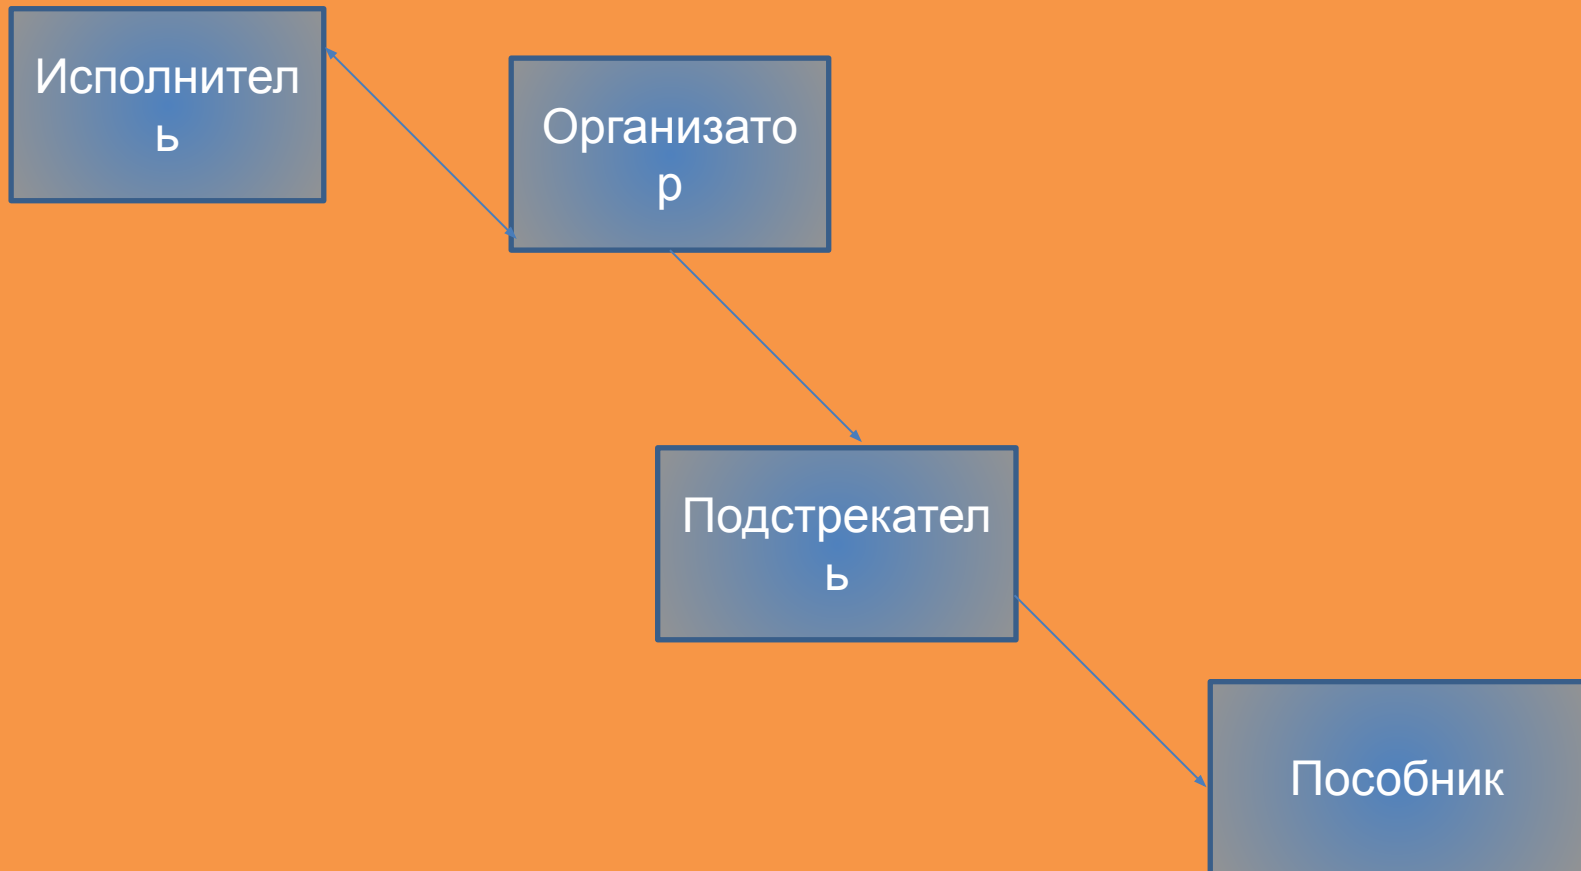 Исполнител
ь
Организато
р
Подстрекател
ь
Пособник